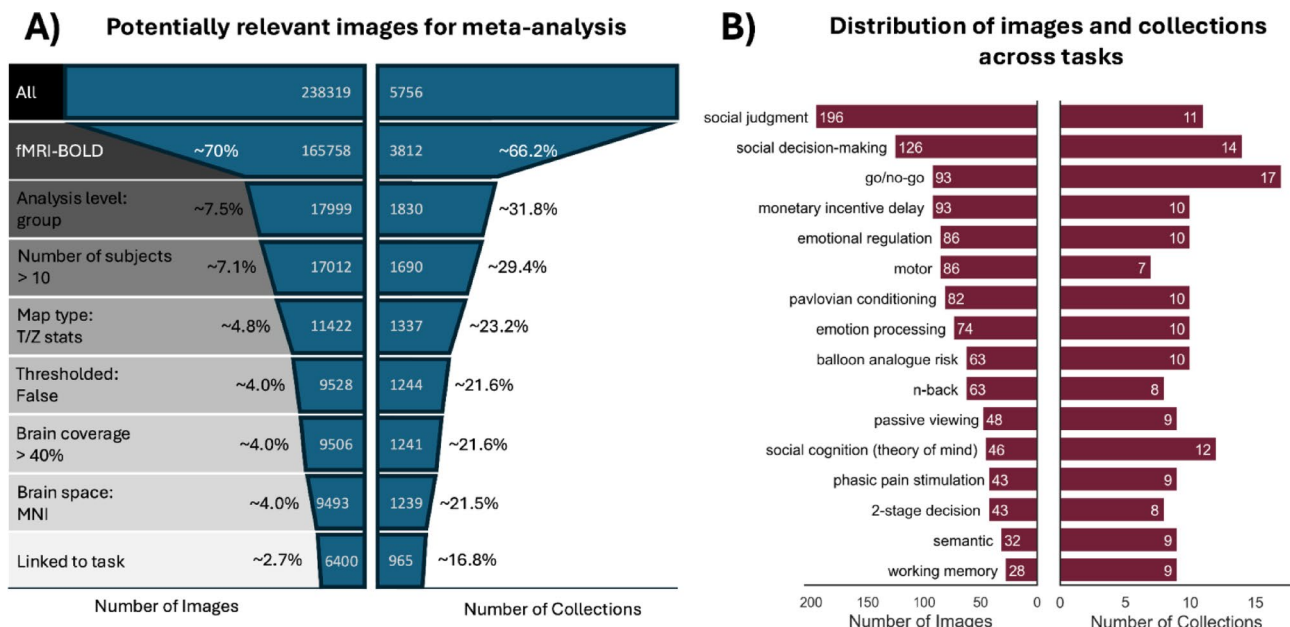 A) Potentially relevant images for meta-analysis
All 238319 5756
fMRI-BOLD ~70% 165758 3812 ~66.2%
Analysis level:
group ~7.5% 17999 1830 ~31.8%
Number of subjects
> 10 ~7.1% 17012 1690 ~29.4%
Map type:
T/Z stats ~4.8% 11422 1337 ~23.2%
Thresholded:
False ~4.0% 9528 1244 ~21.6%
Brain coverage
> 40% ~4.0% 9506 1241 ~21.6%
Brain space:
MNI ~4.0% 9493 1239 ~21.5%
Linked to task ~2.7% 6400 965 ~16.8%
Number of Images Number of Collections
B) Distribution of images and collections
across tasks
social judgment 196 11
social decision-making 126 14
go/no-go 93 17
monetary incentive delay 93 10
emotional regulation 86 10
motor 86 7
pavlovian conditioning 82 10
emotion processing 74 10
balloon analogue risk 63 10
n-back 63 8
passive viewing 48 9
social cognition (theory of mind) 46 12
phasic pain stimulation 43 9
2-stage decision 43 8
semantic 32 9
working memory 28 9
200 150 100 50 0 0 5 10 15
Number of Images Number of Collections